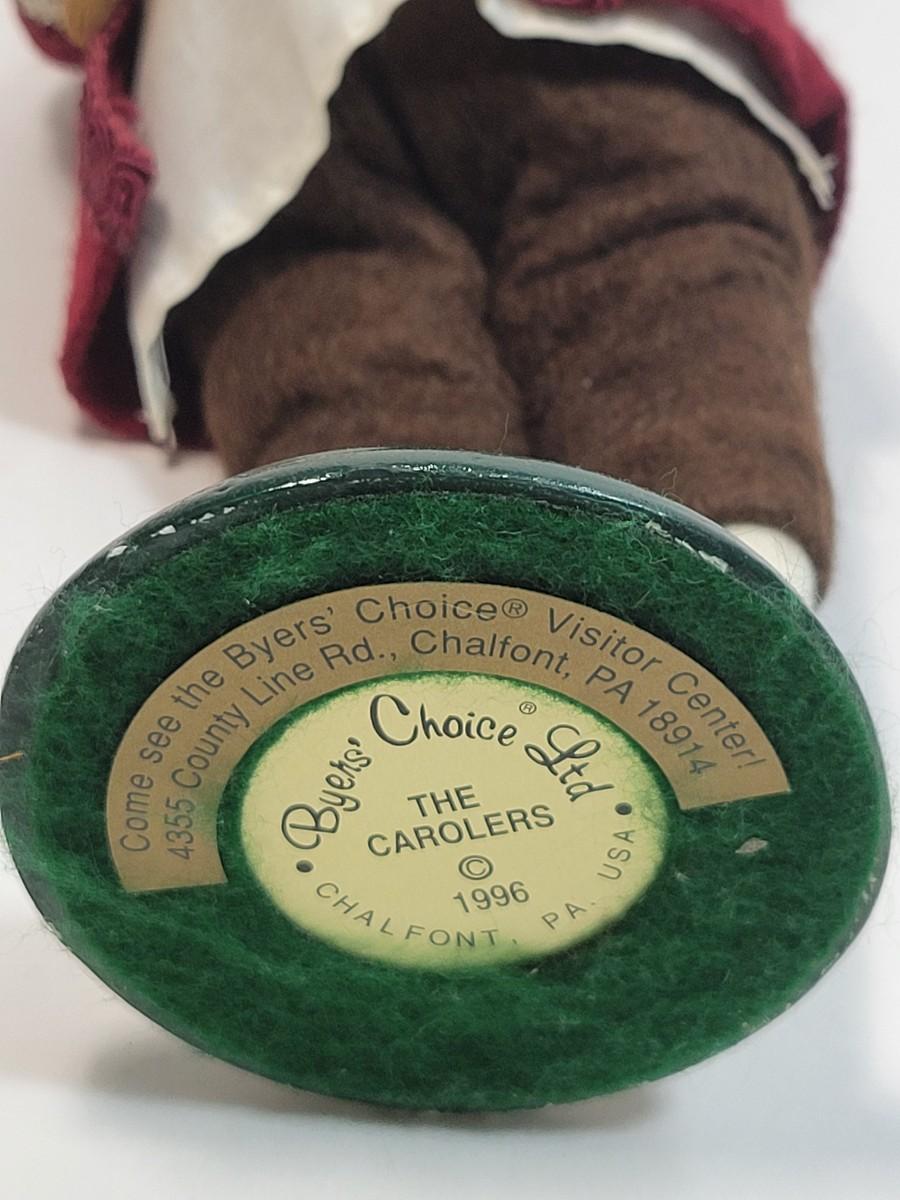 Come see the Byers' Choice® Visitor Center!
4355 County Line Rd., Chalfont, PA 18914
Byers' Choice® Ltd
THE
CAROLERS
©
1996
CHALFONT, PA. USA